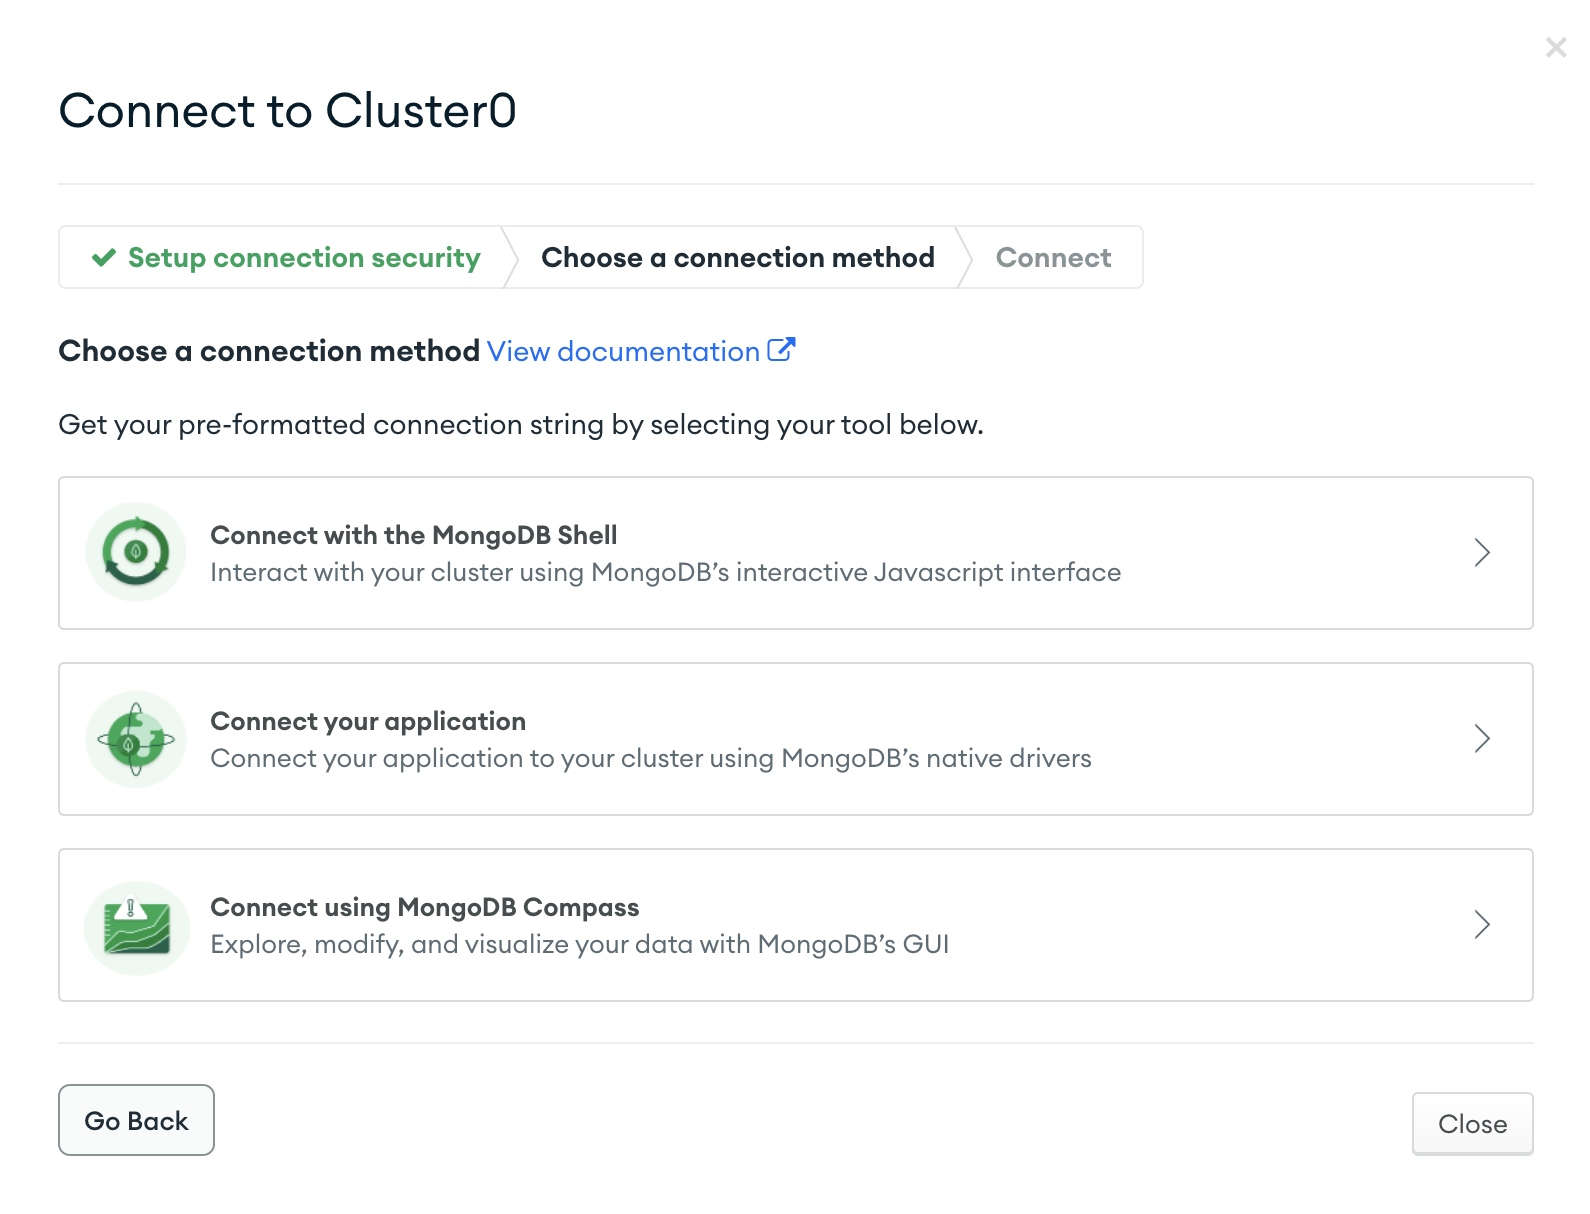 Connect to Cluster0
Setup connection security
Choose a connection method
Connect
Choose a connection method View documentation
Get your pre-formatted connection string by selecting your tool below.
Connect with the MongoDB Shell
Interact with your cluster using MongoDB’s interactive Javascript interface
Connect your application
Connect your application to your cluster using MongoDB’s native drivers
Connect using MongoDB Compass
Explore, modify, and visualize your data with MongoDB’s GUI
Go Back
Close